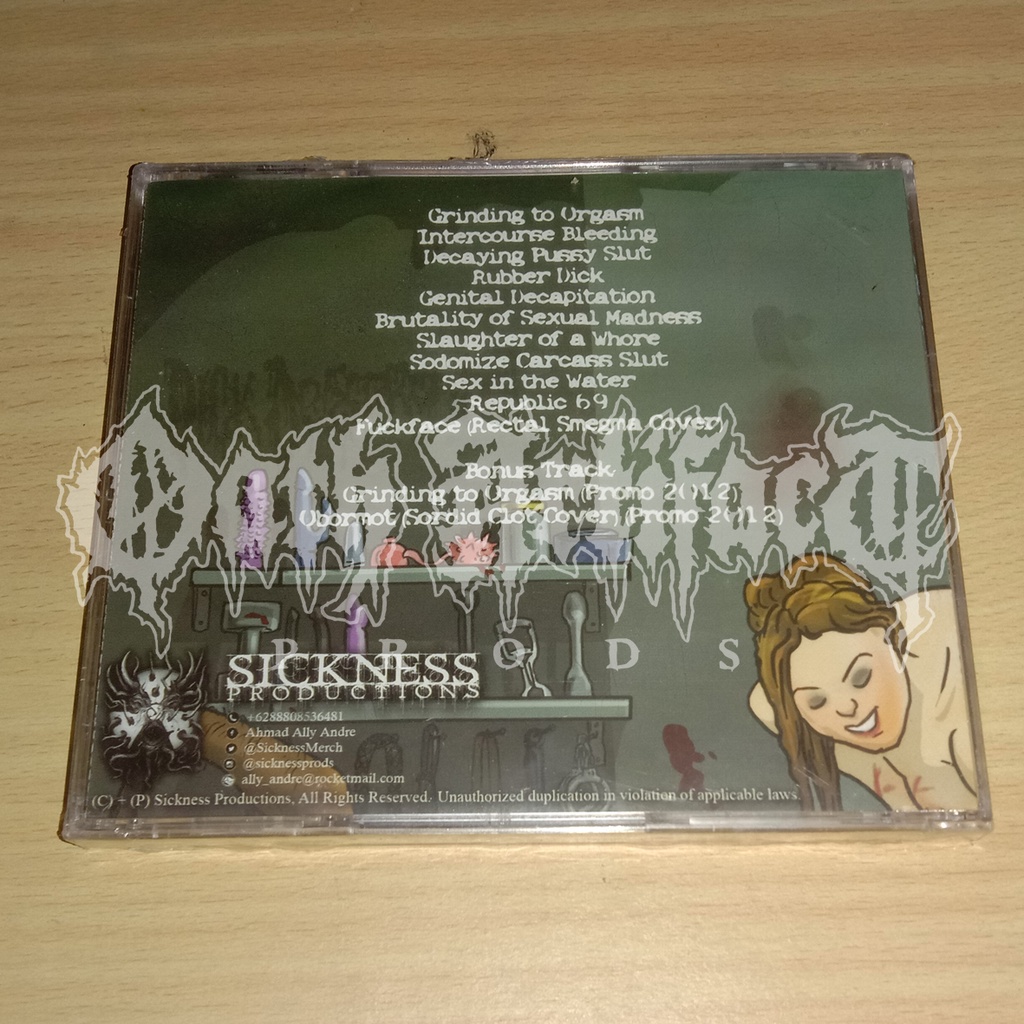 Grinding to Orgasm
Intercourse Bleeding
Decaying Pussy Slut
Rubber Dick
Genital Decapitation
Brutality of Sexual Madness
Slaughter of a Whore
Sodomize Carcass Slut
Sex in the Water
Republic 69
Fuckface (Rectal Smegma Cover)
Bonus Track
Grinding to Orgasm (Promo 2012)
Ubormot (Sordid Clot Cover) (Promo 2012)
PRODS
SICKNESS
PRODUCTIONS
+6288808536481
Ahmad Ally Andre
@SicknessMerch
@sicknessprods
ally_andre@rocketmail.com
(C) - (P) Sickness Productions. All Rights Reserved. Unauthorized duplication in violation of applicable laws.